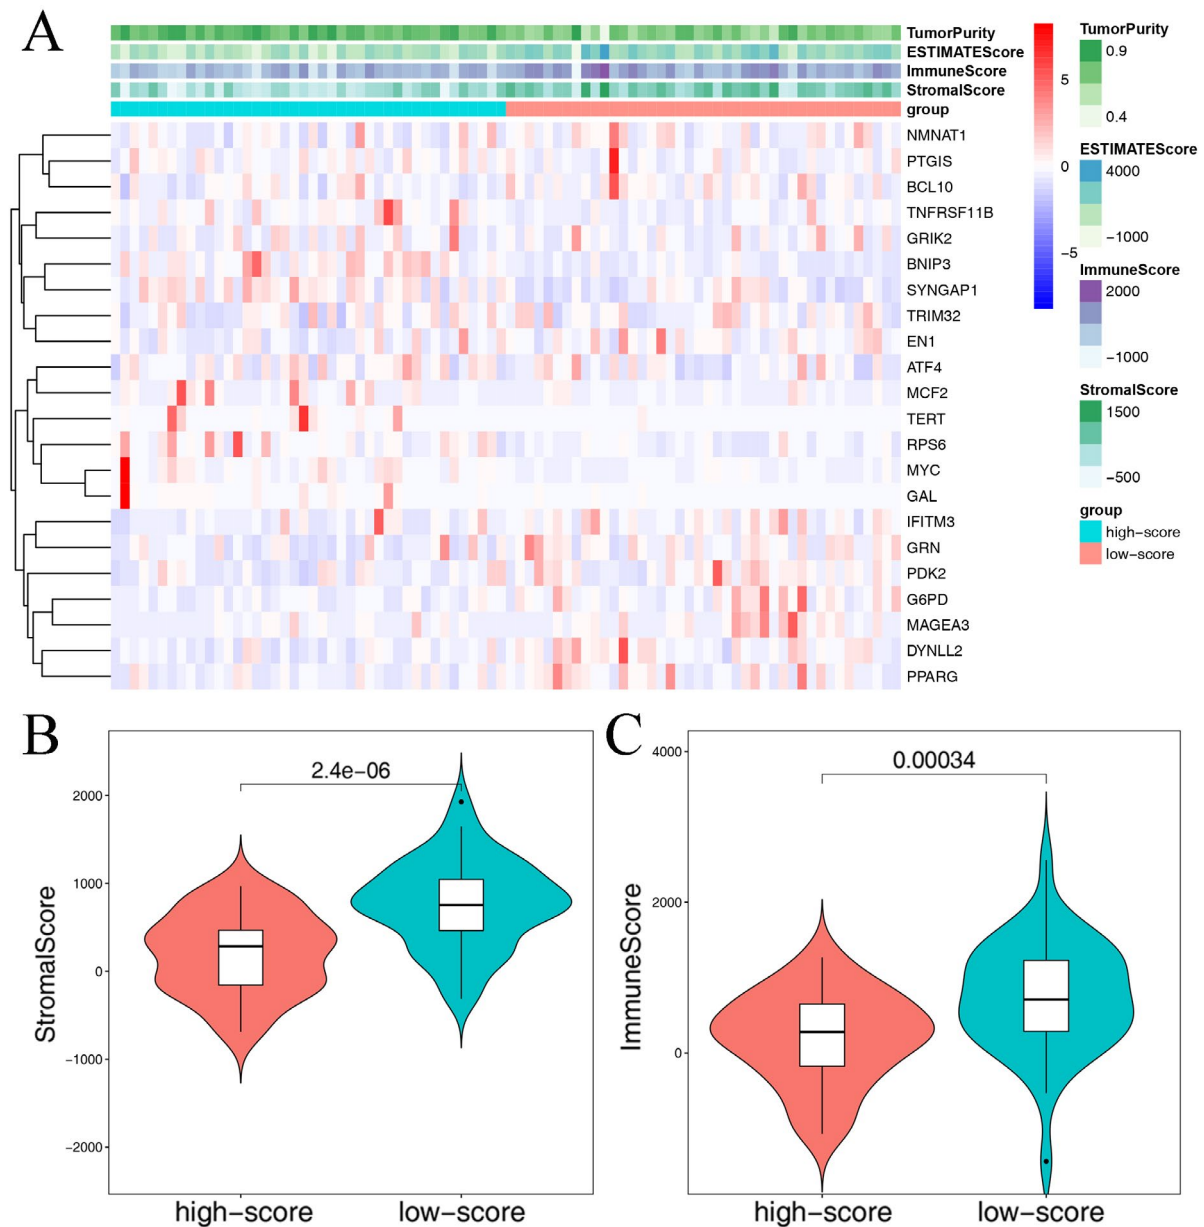 A
TumorPurity
ESTIMATEScore
ImmuneScore
StromalScore
group
NMNAT1
PTGIS
BCL10
TNFRSF11B
GRIK2
BNIP3
SYNGAP1
TRIM32
EN1
ATF4
MCF2
TERT
RPS6
MYC
GAL
IFITM3
GRN
PDK2
G6PD
MAGEA3
DYNLL2
PPARG
5
0
−5
TumorPurity
0.9
0.4
ESTIMATEScore
4000
−1000
ImmuneScore
2000
−1000
StromalScore
1500
−500
group
high−score
low−score
B
StromalScore
2000
1000
0
−1000
−2000
2.4e−06
high−score
low−score
C
ImmuneScore
4000
2000
0
0.00034
high−score
low−score